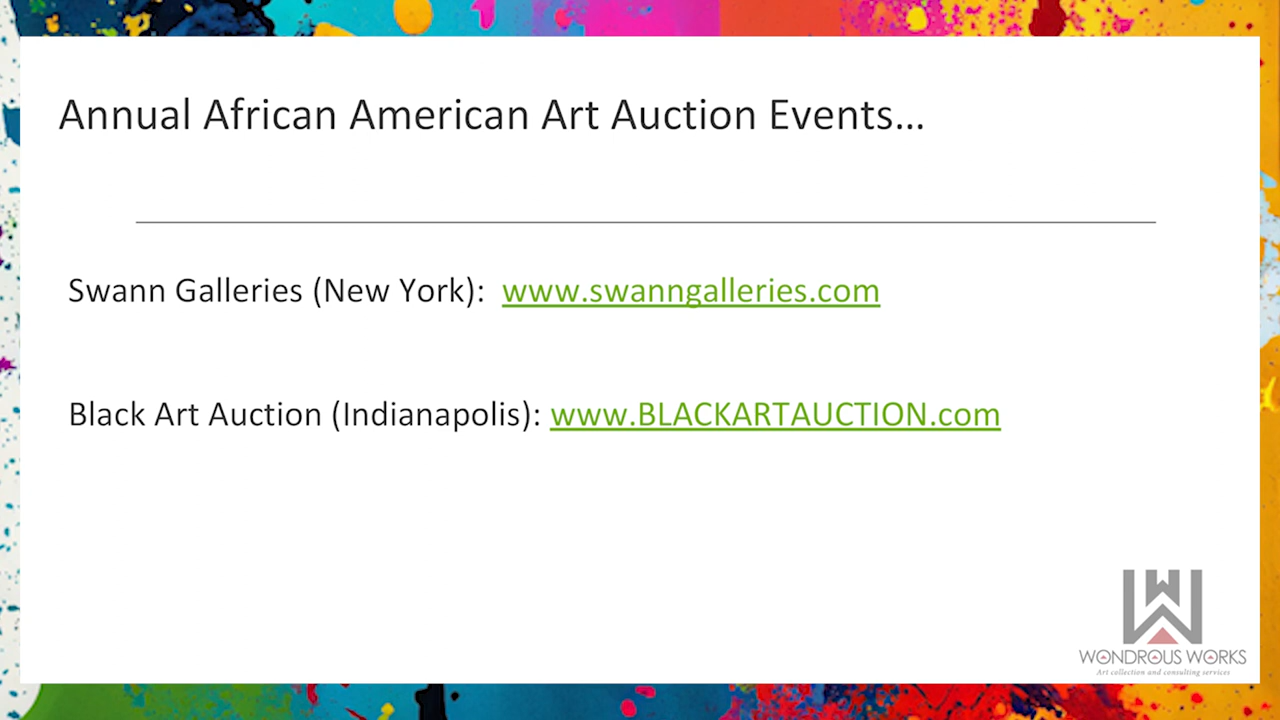 Annual African American Art Auction Events...
Swann Galleries (New York): www.swanngalleries.com
Black Art Auction (Indianapolis): www.BLACKARTAUCTION.com
WONDROUS WORKS
Art collection and consulting services